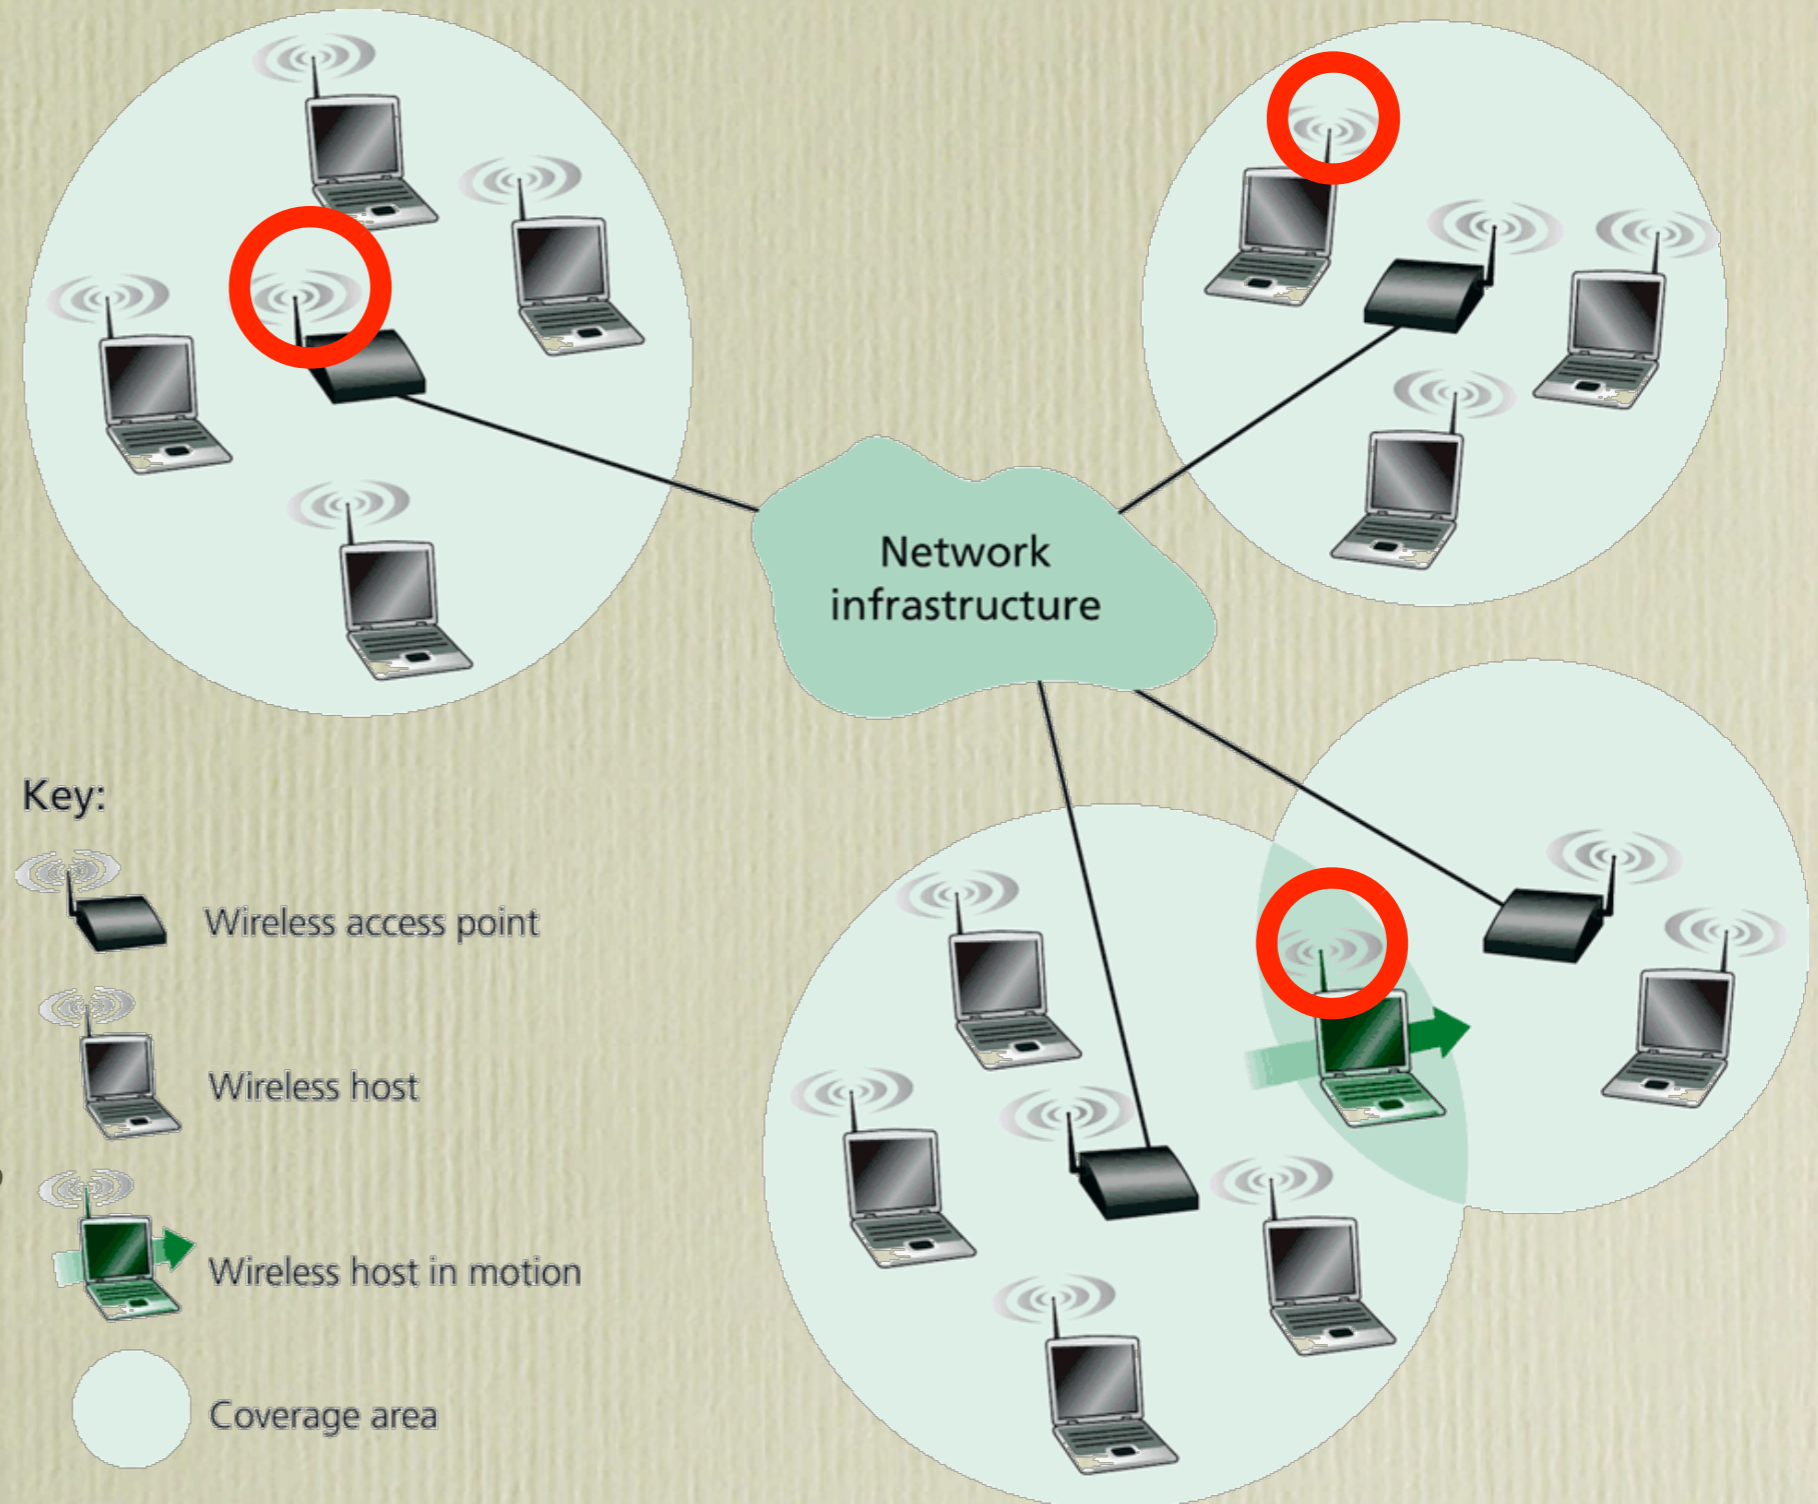 Network
infrastructure
Key:
Wireless access point
Wireless host
Wireless host in motion
Coverage area